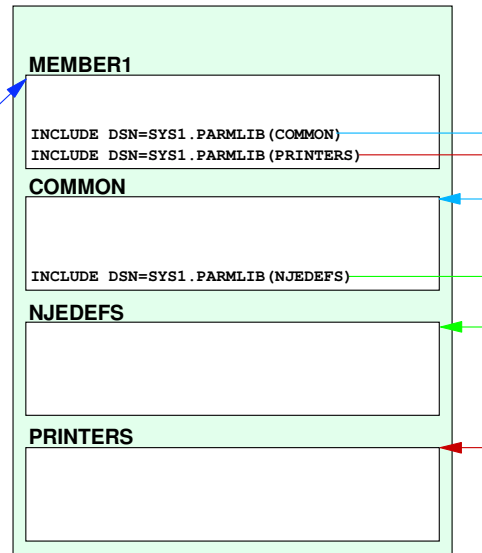 MEMBER1
INCLUDE DSN=SYS1.PARMLIB(COMMON)
INCLUDE DSN=SYS1.PARMLIB(PRINTERS)
COMMON
INCLUDE DSN=SYS1.PARMLIB(NJEDEFS)
NJEDEFS
PRINTERS